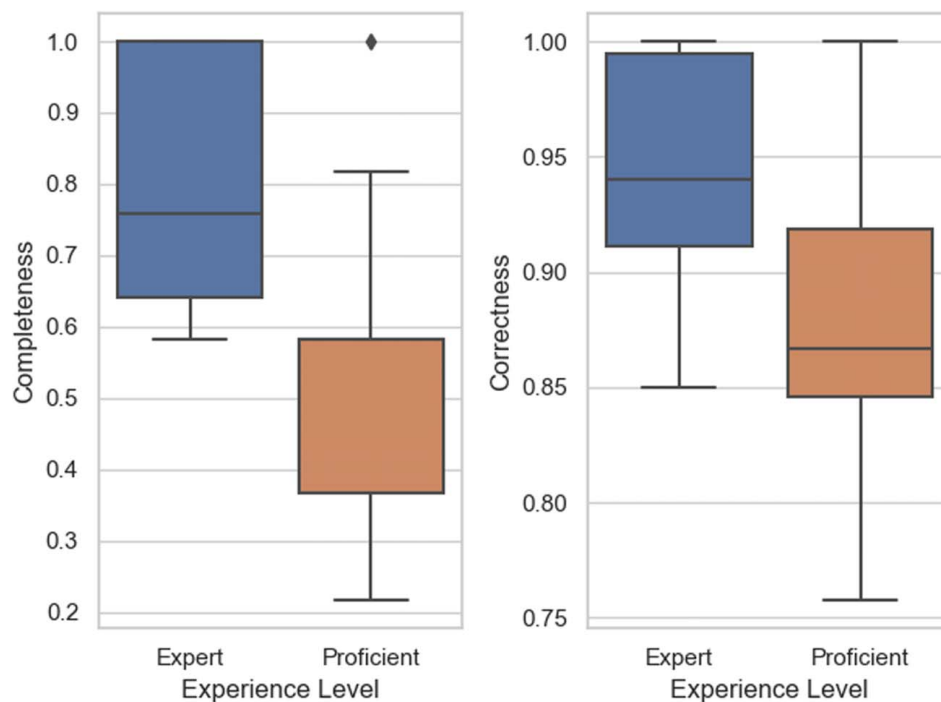 1.0
0.9
0.8
0.7
0.6
0.5
0.4
0.3
0.2
Completeness
Expert Proficient
Experience Level
1.00
0.95
0.90
0.85
0.80
0.75
Correctness
Expert Proficient
Experience Level